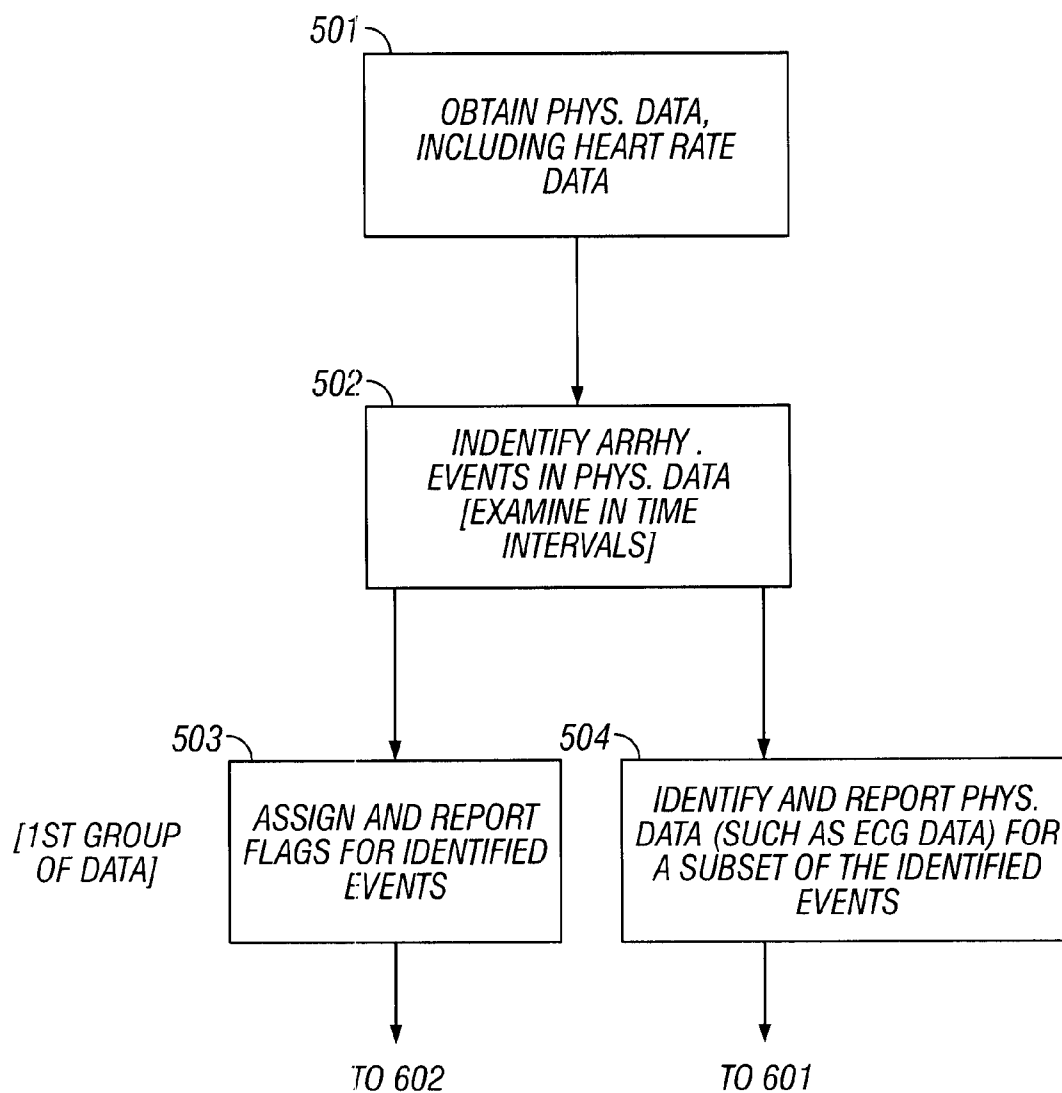 501
OBTAIN PHYS. DATA,
INCLUDING HEART RATE
DATA
502
INDENTIFY ARRHY .
EVENTS IN PHYS. DATA
[EXAMINE IN TIME
INTERVALS]
503
ASSIGN AND REPORT
FLAGS FOR IDENTIFIED
EVENTS
[1ST GROUP
OF DATA]
504
IDENTIFY AND REPORT PHYS.
DATA (SUCH AS ECG DATA) FOR
A SUBSET OF THE IDENTIFIED
EVENTS
TO 602
TO 601